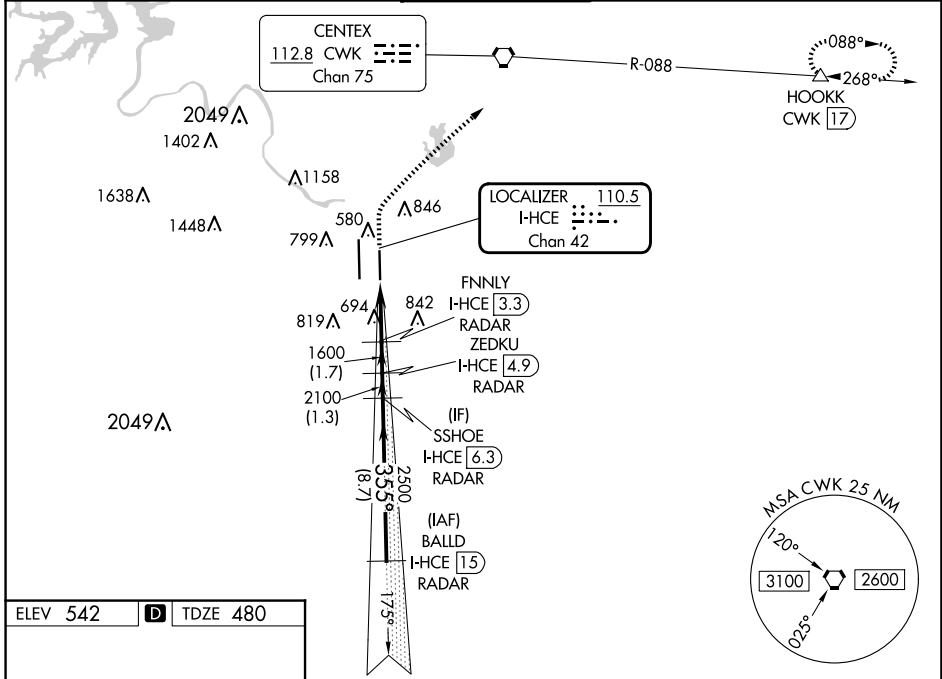 CENTEX
112.8 CWK
Chan 75
R-088
088°
268°
HOOKK
CWK 17
2049
1402
1158
1638
1448
799
580
846
LOCALIZER 110.5
I-HCE
Chan 42
819
694
842
FNNLY
I-HCE 3.3
RADAR
1600
(1.7)
ZEDKU
I-HCE 4.9
RADAR
2100
(1.3)
2049
(IF)
SSHOE
I-HCE 6.3
RADAR
2500
355°
(8.7)
(IAF)
BALLD
I-HCE 15
RADAR
175°
MSA CWK 25 NM
120°
3100
2600
025°
ELEV 542 D TDZE 480